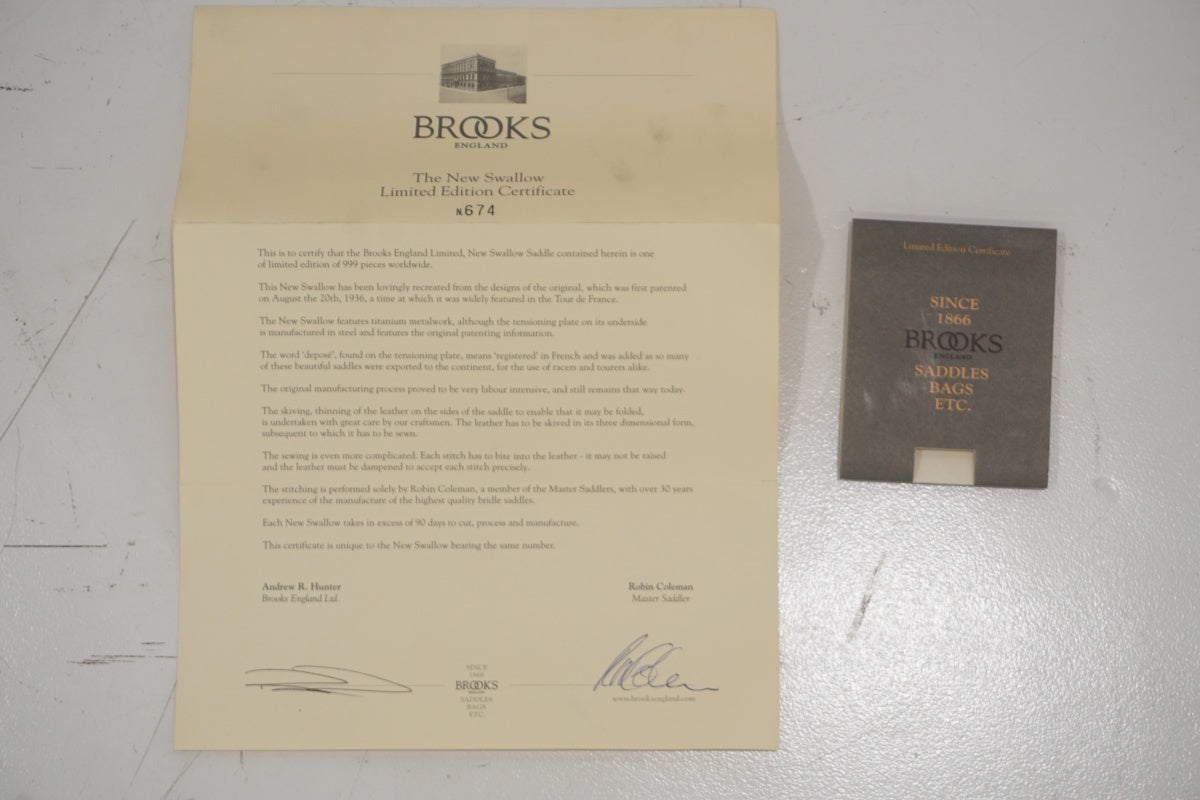 BROOKS
ENGLAND
The New Swallow
Limited Edition Certificate
N.674
This is to certify that the Brooks England Limited, New Swallow Saddle contained herein is one
of limited edition of 999 pieces worldwide.
This New Swallow has been lovingly recreated from the designs of the original, which was first patented
on August the 20th, 1936, a time at which it was widely featured in the Tour de France.
The New Swallow features titanium metalwork, although the tensioning plate on its underside
is manufactured in steel and features the original patenting information.
The word 'deposé', found on the tensioning plate, means 'registered' in French and was added as so many
of these beautiful saddles were exported to the continent, for the use of racers and tourers alike.
The original manufacturing process proved to be very labour intensive, and still remains that way today.
The skiving, thinning of the leather on the sides of the saddle to enable that it may be folded,
is undertaken with great care by our craftsmen. The leather has to be skived in its three dimensional form,
subsequent to which it has to be sewn.
The sewing is even more complicated. Each stitch has to bite into the leather - it may not be raised
and the leather must be dampened to accept each stitch precisely.
The stitching is performed solely by Robin Coleman, a member of the Master Saddlers, with over 30 years
experience of the manufacture of the highest quality bridle saddles.
Each New Swallow takes in excess of 90 days to cut, process and manufacture.
This certificate is unique to the New Swallow bearing the same number.
Andrew R. Hunter
Brooks England Ltd.
Robin Coleman
Master Saddler
SINCE
1866
BROOKS
ENGLAND
SADDLES
BAGS
ETC.
www.brooksengland.com
Limited Edition Certificate
SINCE
1866
BROOKS
ENGLAND
SADDLES
BAGS
ETC.